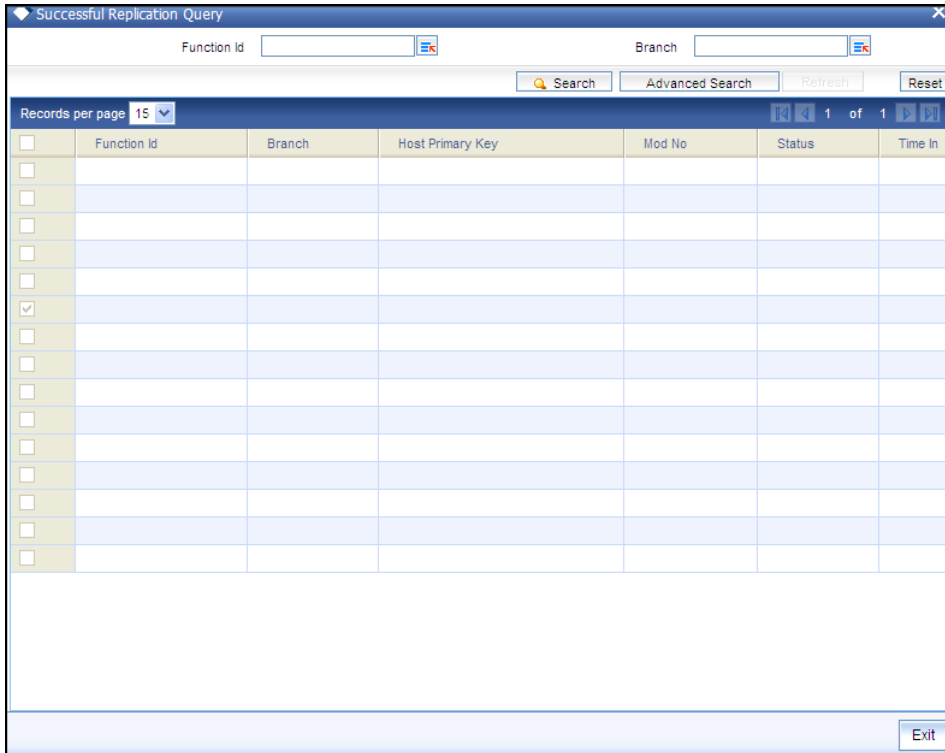 Successful Replication Query
Function Id Branch
Search Advanced Search Refresh Reset
Records per page 15 1 of 1
Function Id Branch Host Primary Key Mod No Status Time In
Exit